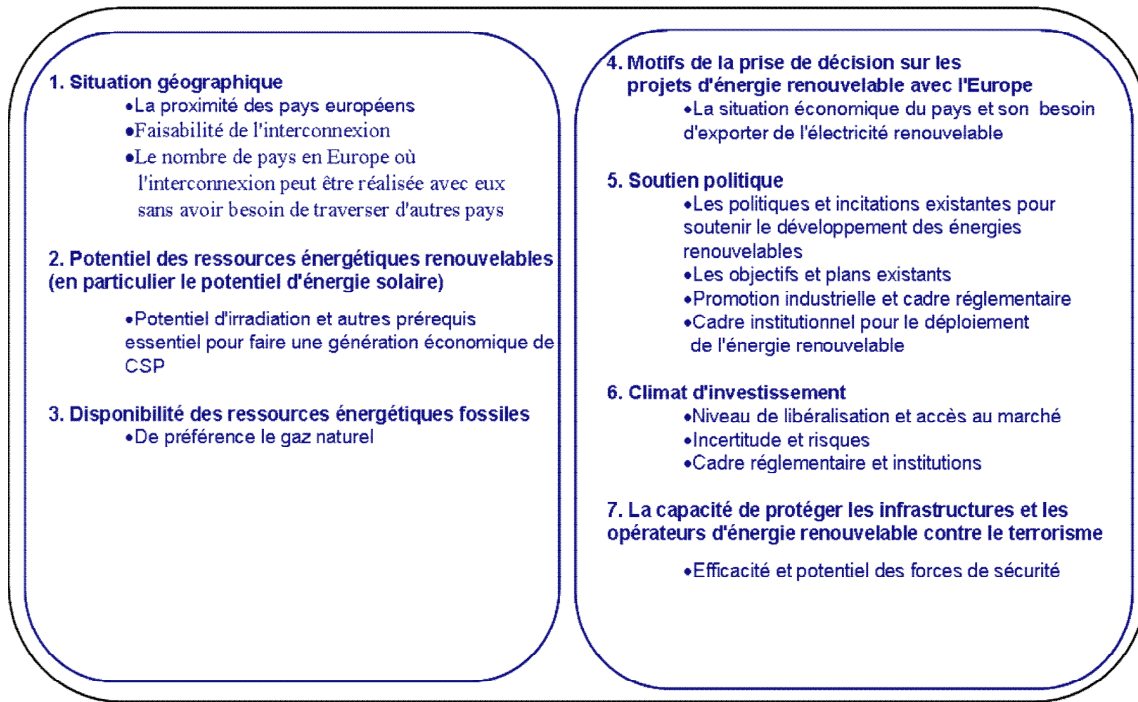 1. Situation géographique
•La proximité des pays européens
•Faisabilité de l'interconnexion
•Le nombre de pays en Europe où
l'interconnexion peut être réalisée avec eux
sans avoir besoin de traverser d'autres pays
2. Potentiel des ressources énergétiques renouvelables
(en particulier le potentiel d'énergie solaire)
•Potentiel d'irradiation et autres prérequis
essentiel pour faire une génération économique de
CSP
3. Disponibilité des ressources énergétiques fossiles
•De préférence le gaz naturel
4. Motifs de la prise de décision sur les
projets d'énergie renouvelable avec l'Europe
•La situation économique du pays et son besoin
d'exporter de l'électricité renouvelable
5. Soutien politique
•Les politiques et incitations existantes pour
soutenir le développement des énergies
renouvelables
•Les objectifs et plans existants
•Promotion industrielle et cadre réglementaire
•Cadre institutionnel pour le déploiement
de l'énergie renouvelable
6. Climat d'investissement
•Niveau de libéralisation et accès au marché
•Incertitude et risques
•Cadre réglementaire et institutions
7. La capacité de protéger les infrastructures et les
opérateurs d'énergie renouvelable contre le terrorisme
•Efficacité et potentiel des forces de sécurité